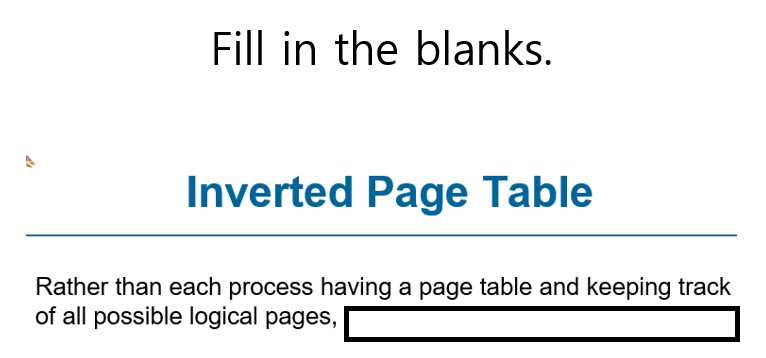 Fill in the blanks.
Inverted Page Table
Rather than each process having a page table and keeping track
of all possible logical pages,